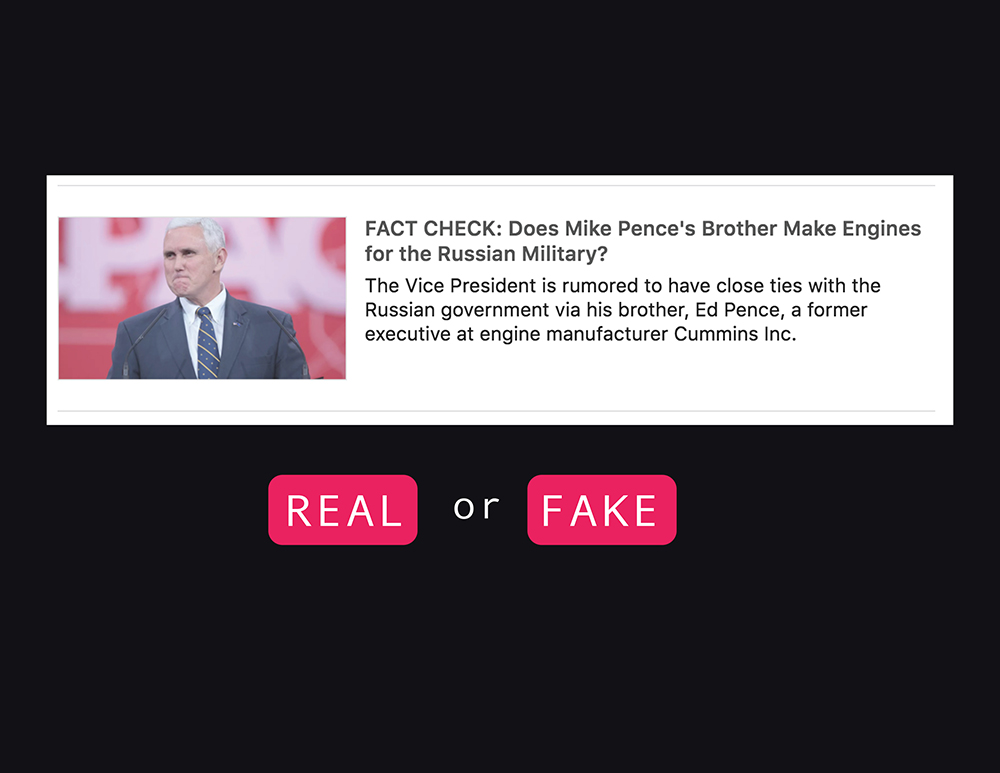 PAC
FACT CHECK: Does Mike Pence's Brother Make Engines
for the Russian Military?
The Vice President is rumored to have close ties with the
Russian government via his brother, Ed Pence, a former
executive at engine manufacturer Cummins Inc.
REAL or FAKE